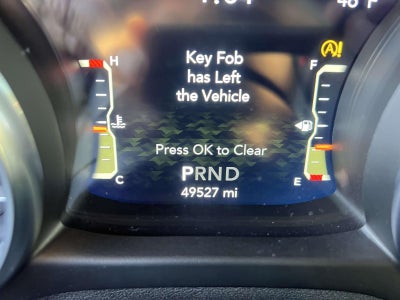 H
Key Fob
has Left
the Vehicle
F
Press OK to Clear
C
PRND
E
49527 mi